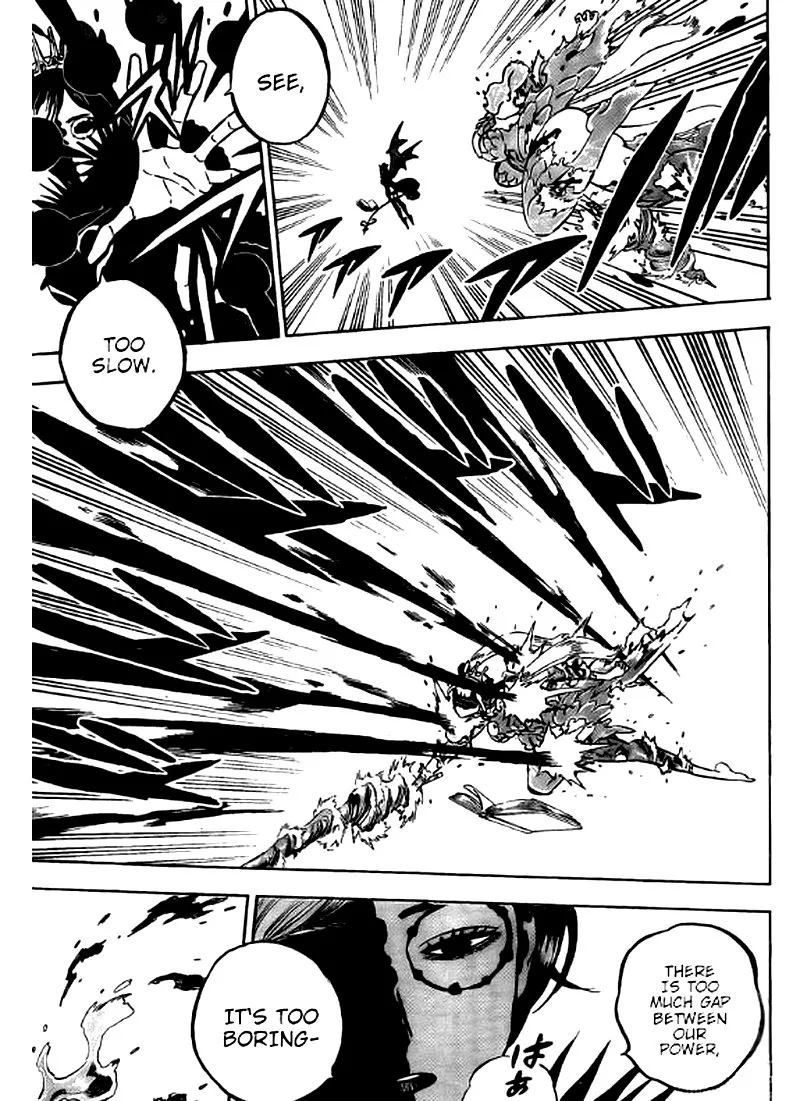 SEE,
TOO
SLOW.
THERE
IS TOO
MUCH GAP
BETWEEN
OUR
POWER,
IT'S TOO
BORING-
はぁ